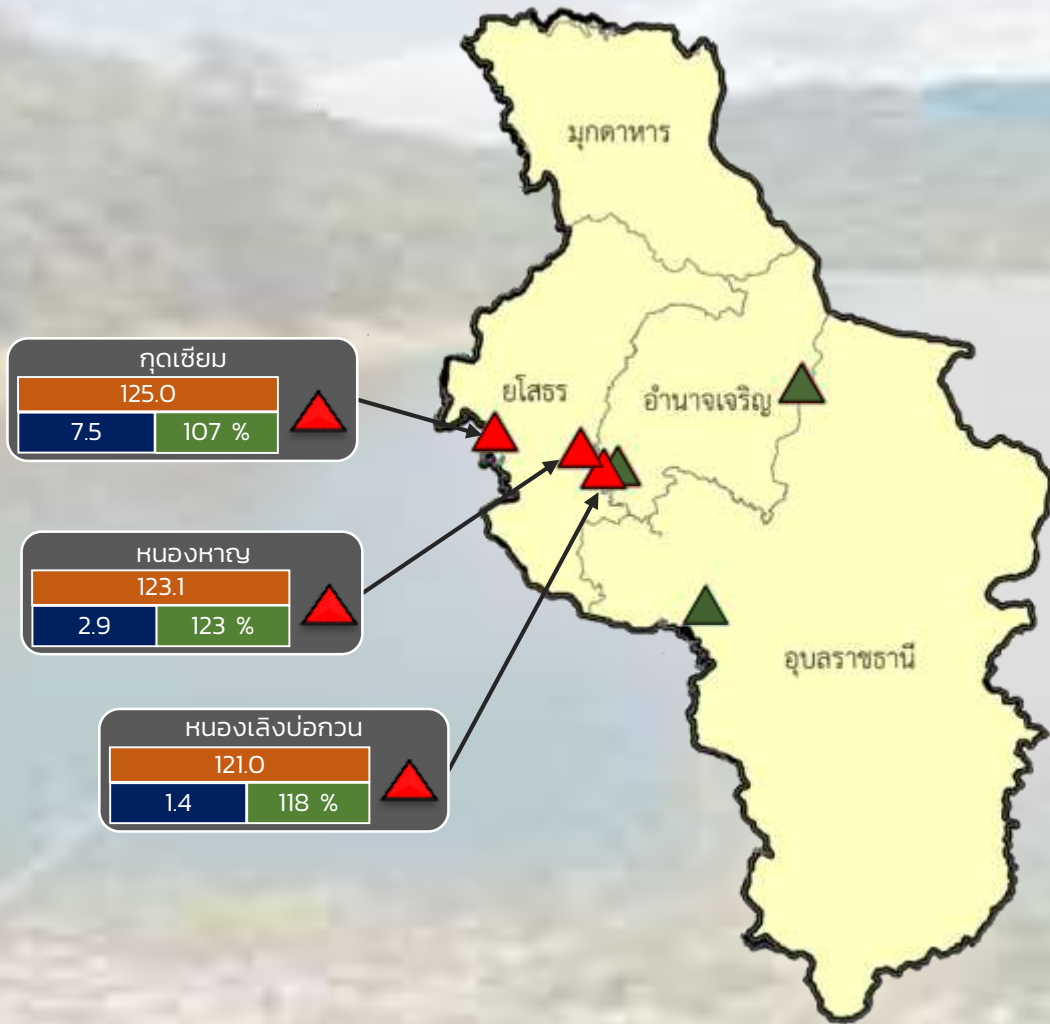 มุกดาหาร
ยโสธร
อำนาจเจริญ
อุบลราชธานี
กุดเซียม
125.0
7.5 107 %
หนองหาญ
123.1
2.9 123 %
หนองเลิงบ่อกวน
121.0
1.4 118 %